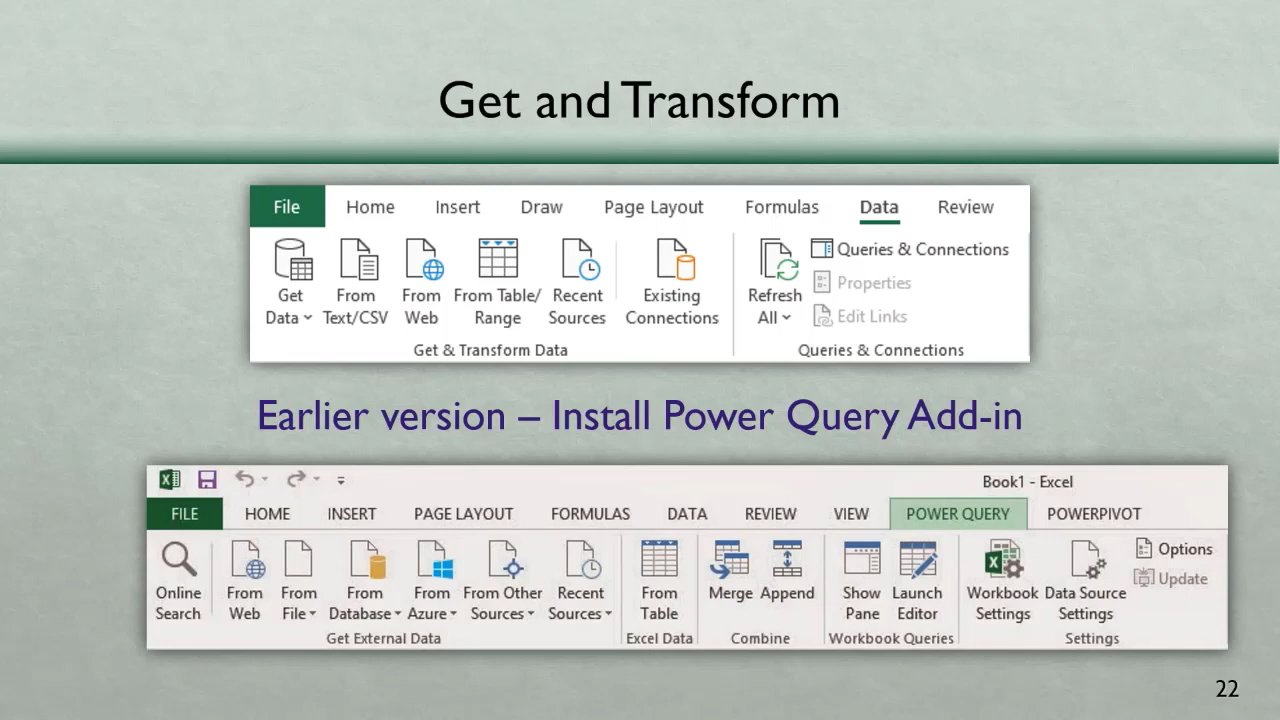 Get and Transform
File Home Insert Draw Page Layout Formulas Data Review
Get Data
From Text/CSV
From Web
From Table/ Range
Recent Sources
Existing Connections
Refresh All
Queries & Connections
Properties
Edit Links
Get & Transform Data
Queries & Connections
Earlier version – Install Power Query Add-in
Book1 - Excel
FILE HOME INSERT PAGE LAYOUT FORMULAS DATA REVIEW VIEW POWER QUERY POWERPIVOT
Online Search
From Web
From File
From Database
From Azure
From Other Sources
Recent Sources
From Table
Merge
Append
Show Pane
Launch Editor
Workbook Settings
Data Source Settings
Options
Update
Get External Data
Excel Data
Combine
Workbook Queries
Settings
22